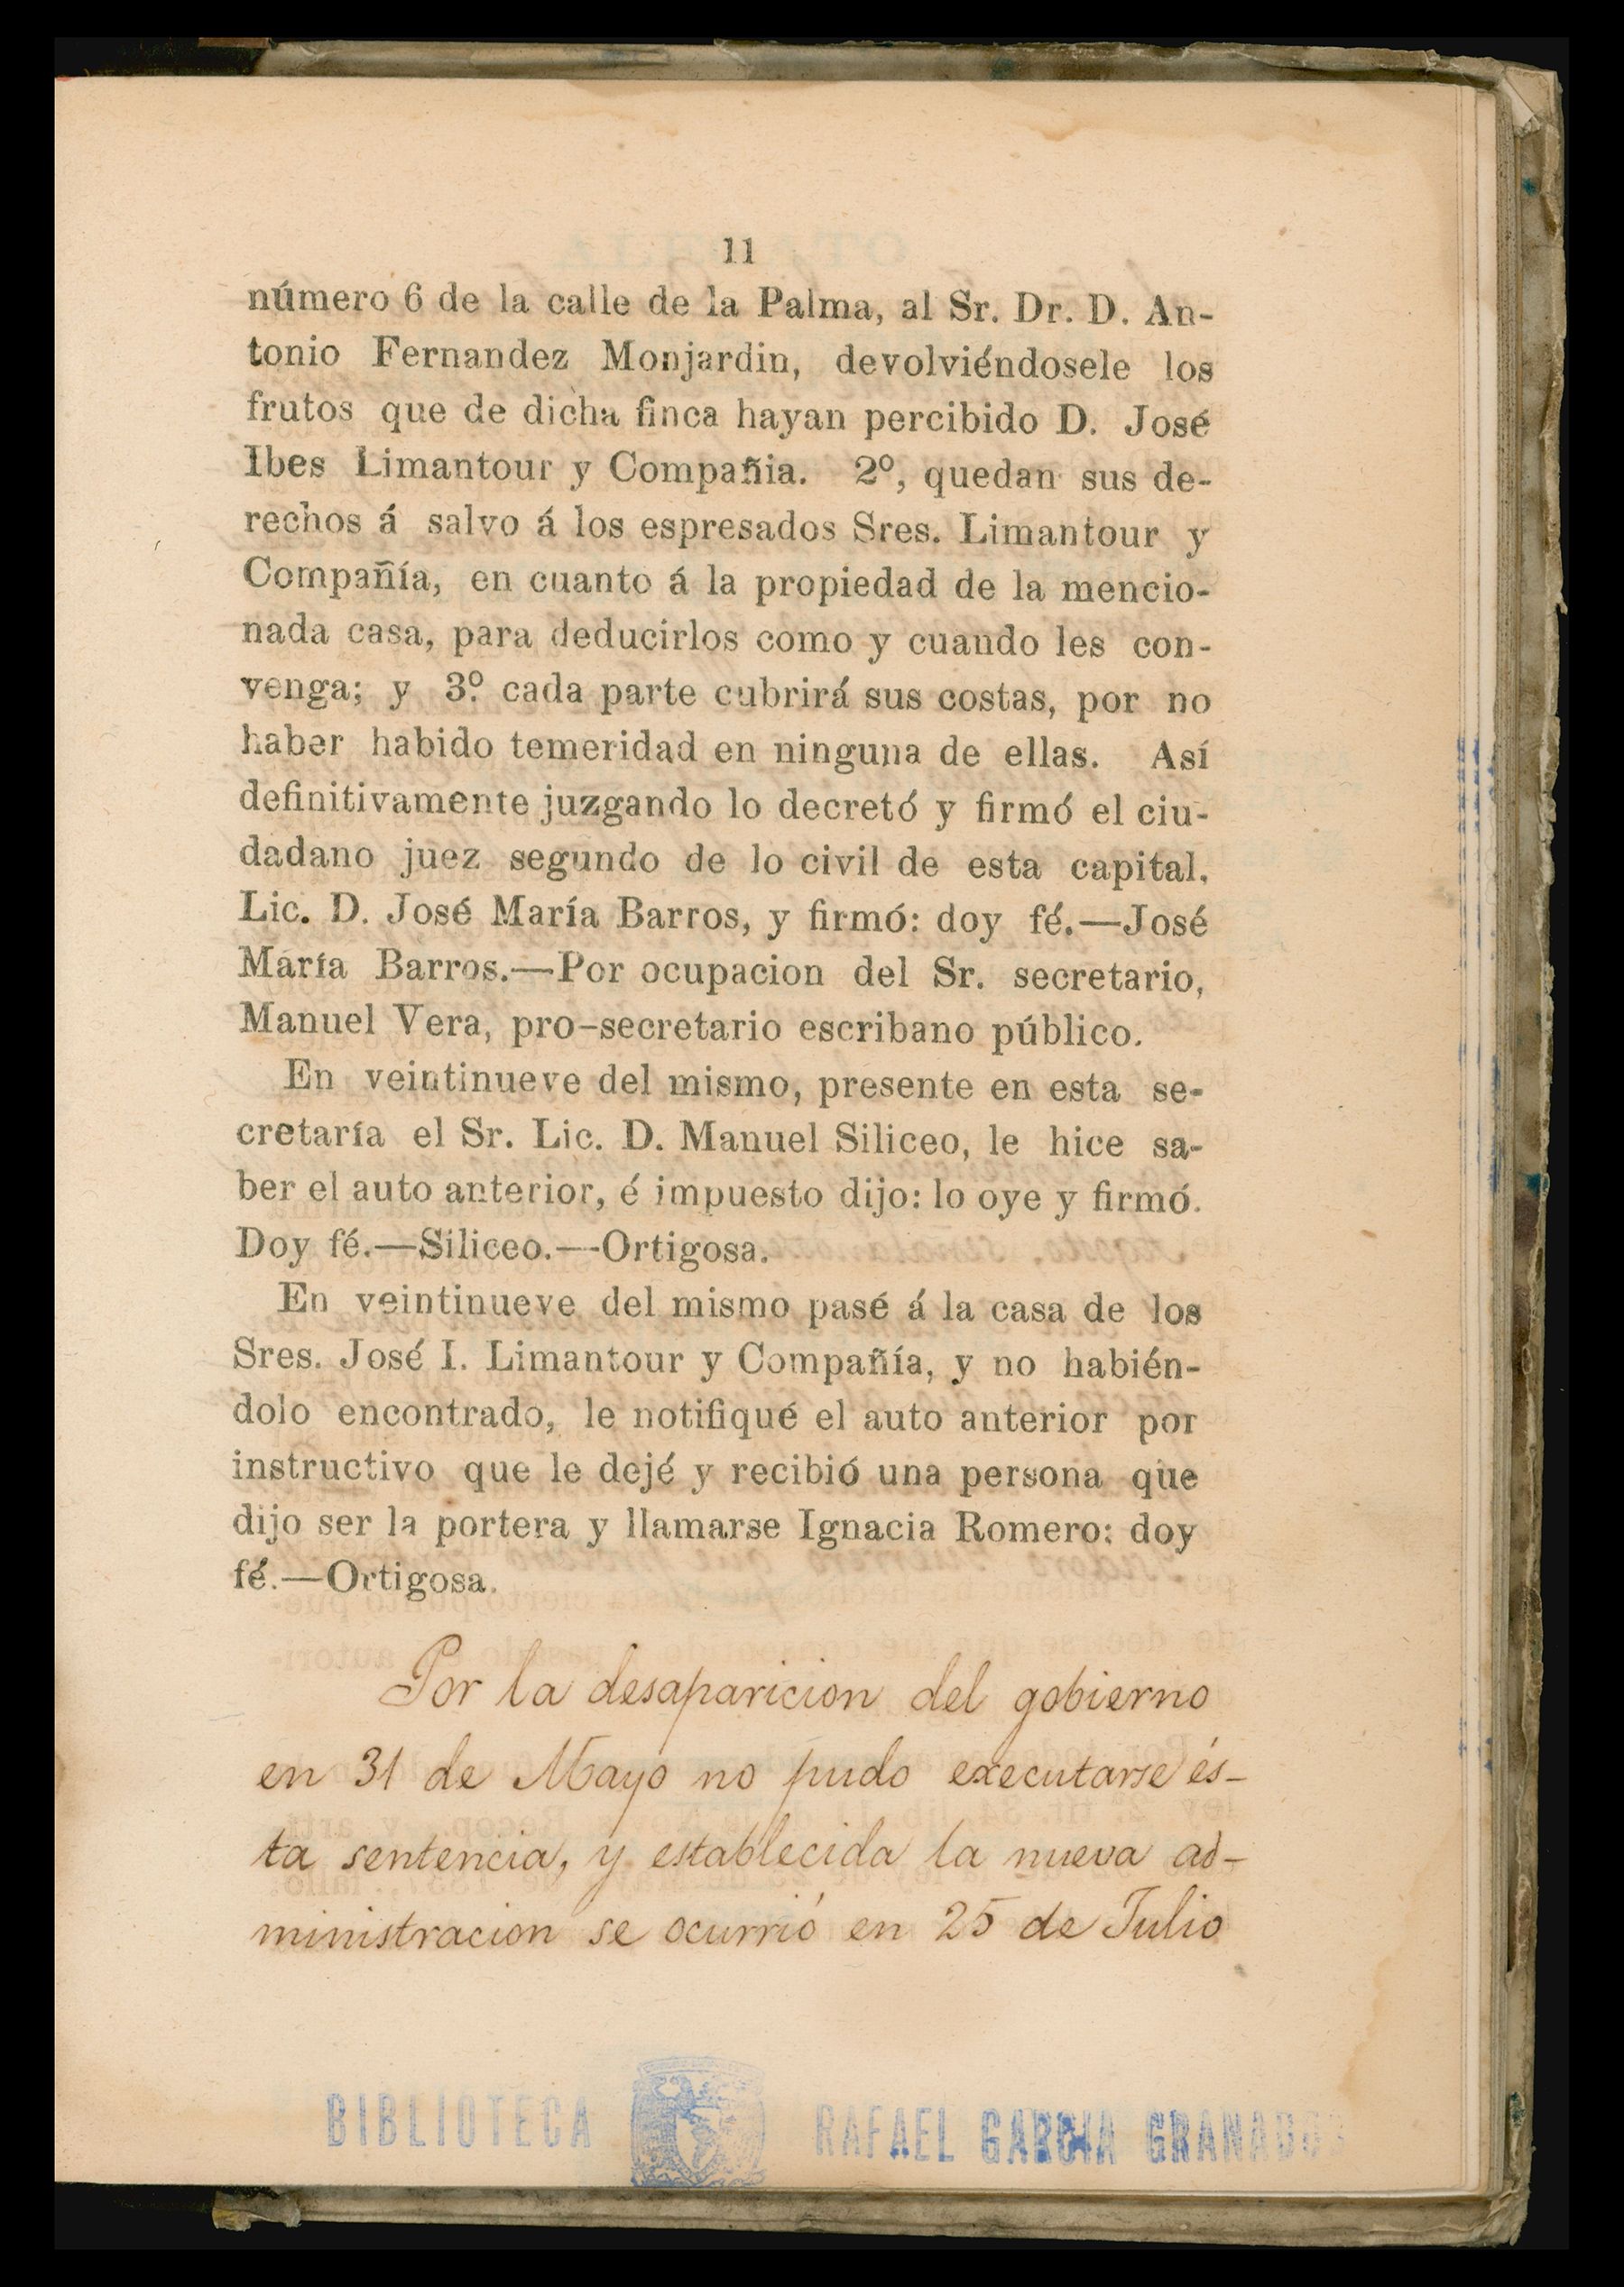 11
número 6 de la calle de la Palma, al Sr. Dr. D. An-
tonio Fernandez Monjardin, devolviéndosele los
frutos que de dicha finca hayan percibido D. José
Ibes Limantour y Compañia. 2º, quedan sus de-
rechos á salvo á los espresados Sres. Limantour y
Compañía, en cuanto á la propiedad de la mencio-
nada casa, para deducirlos como y cuando les con-
venga; y 3º. cada parte cubrirá sus costas, por no
haber habido temeridad en ninguna de ellas. Así
definitivamente juzgando lo decretó y firmó el ciu-
dadano juez segundo de lo civil de esta capital.
Lic. D. José María Barros, y firmó: doy fé.—José
María Barros.—Por ocupacion del Sr. secretario,
Manuel Vera, pro-secretario escribano público.
En veintinueve del mismo, presente en esta se-
cretaría el Sr. Lic. D. Manuel Siliceo, le hice sa-
ber el auto anterior, é impuesto dijo: lo oye y firmó.
Doy fé.—Siliceo.—Ortigosa.
En veintinueve del mismo pasé á la casa de los
Sres. José I. Limantour y Compañía, y no habién-
dolo encontrado, le notifiqué el auto anterior por
instructivo que le dejé y recibió una persona que
dijo ser la portera y llamarse Ignacia Romero: doy
fé.—Ortigosa.
Por la desaparicion del gobierno
en 31 de Mayo no pudo executarse és-
ta sentencia, y establecida la nueva ad-
ministracion se ocurrió en 25 de Julio
BIBLIOTECA RAFAEL GARCIA GRANADOS